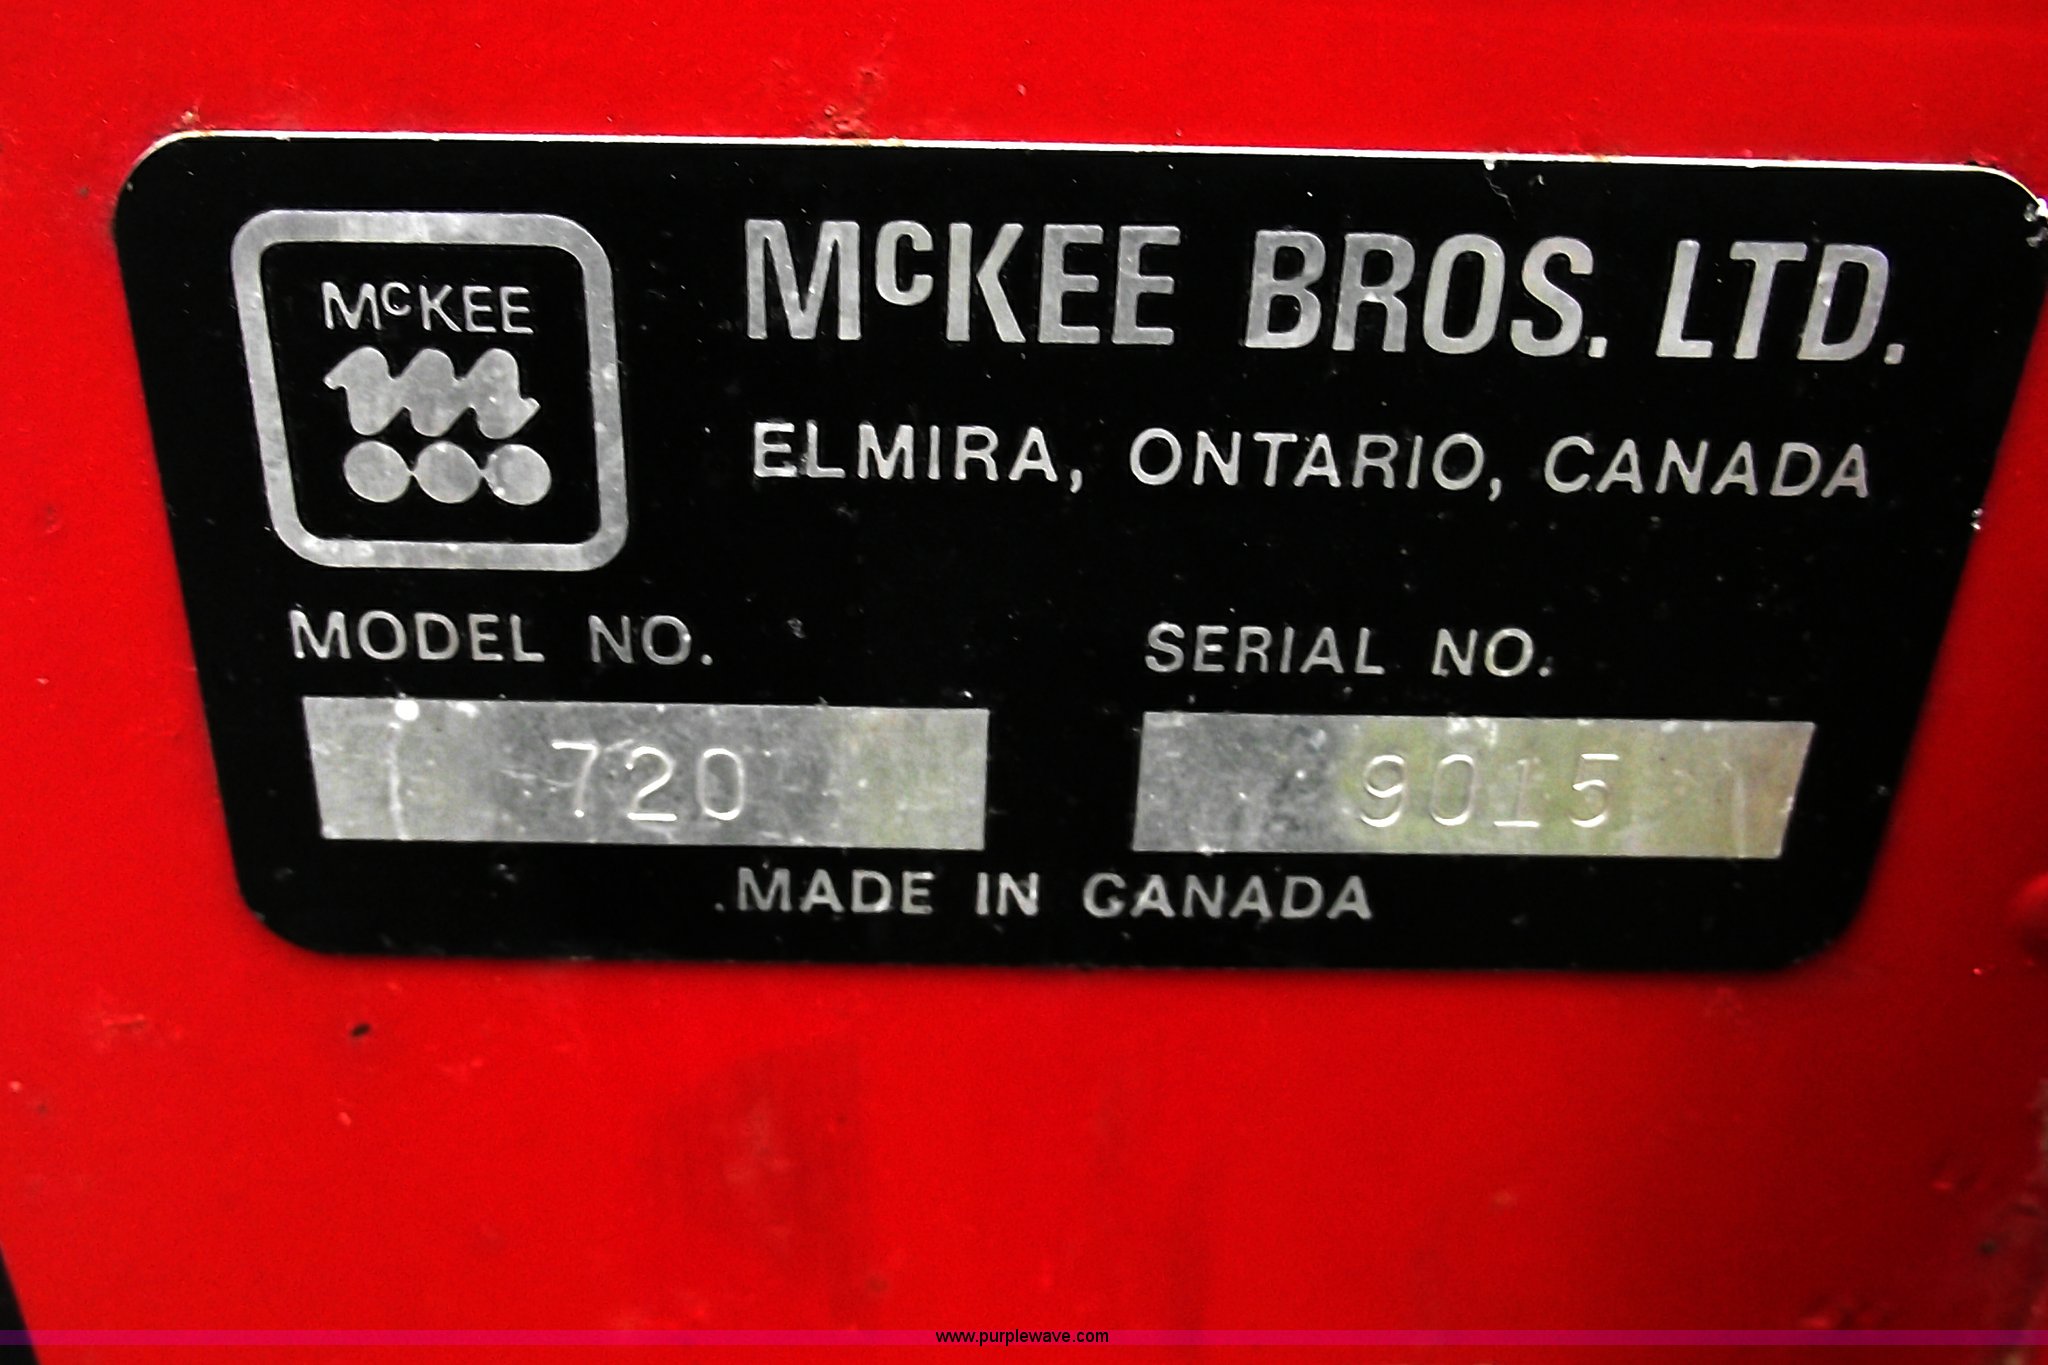 McKEE
McKEE BROS. LTD.
ELMIRA, ONTARIO, CANADA
MODEL NO.
SERIAL NO.
720
9015
MADE IN CANADA
www.purplewave.com